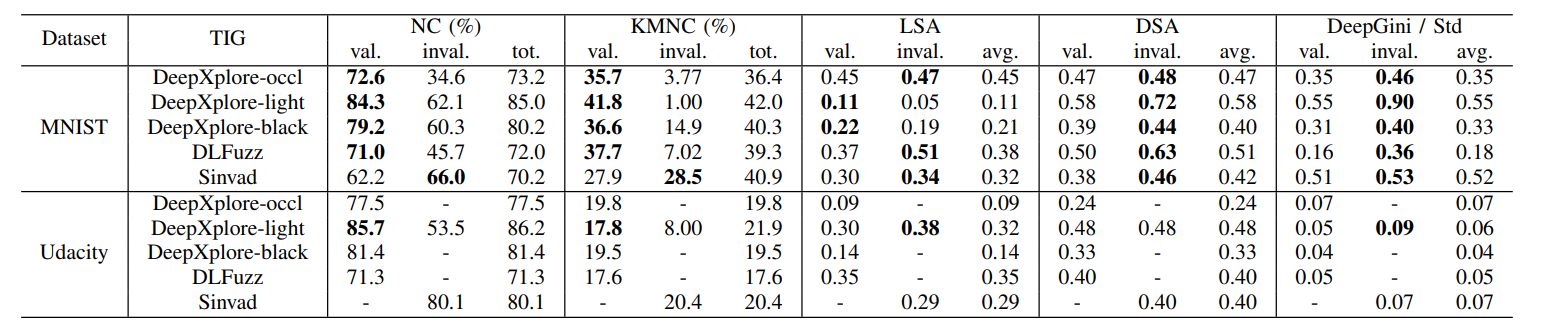 Dataset TIG NC (%) KMNC (%) LSA DSA DeepGini / Std
val. inval. tot. val. inval. tot. val. inval. avg. val. inval. avg. val. inval. avg.
MNIST DeepXplore-occl 72.6 34.6 73.2 35.7 3.77 36.4 0.45 0.47 0.45 0.47 0.48 0.47 0.35 0.46 0.35
DeepXplore-light 84.3 62.1 85.0 41.8 1.00 42.0 0.11 0.05 0.11 0.58 0.72 0.58 0.55 0.90 0.55
DeepXplore-black 79.2 60.3 80.2 36.6 14.9 40.3 0.22 0.19 0.21 0.39 0.44 0.40 0.31 0.40 0.33
DLFuzz 71.0 45.7 72.0 37.7 7.02 39.3 0.37 0.51 0.38 0.50 0.63 0.51 0.16 0.36 0.18
Sinvad 62.2 66.0 70.2 27.9 28.5 40.9 0.30 0.34 0.32 0.38 0.46 0.42 0.51 0.53 0.52
Udacity DeepXplore-occl 77.5 - 77.5 19.8 - 19.8 0.09 - 0.09 0.24 - 0.24 0.07 - 0.07
DeepXplore-light 85.7 53.5 86.2 17.8 8.00 21.9 0.30 0.38 0.32 0.48 0.48 0.48 0.05 0.09 0.06
DeepXplore-black 81.4 - 81.4 19.5 - 19.5 0.14 - 0.14 0.33 - 0.33 0.04 - 0.04
DLFuzz 71.3 - 71.3 17.6 - 17.6 0.35 - 0.35 0.40 - 0.40 0.05 - 0.05
Sinvad - 80.1 80.1 - 20.4 20.4 - 0.29 0.29 - 0.40 0.40 - 0.07 0.07